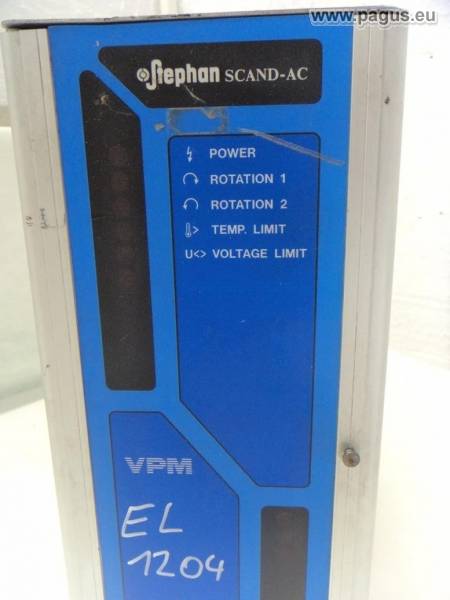 www.pagus.eu
Stephan SCAND-AC
POWER
ROTATION 1
ROTATION 2
TEMP. LIMIT
U<> VOLTAGE LIMIT
VPM
EL
1204